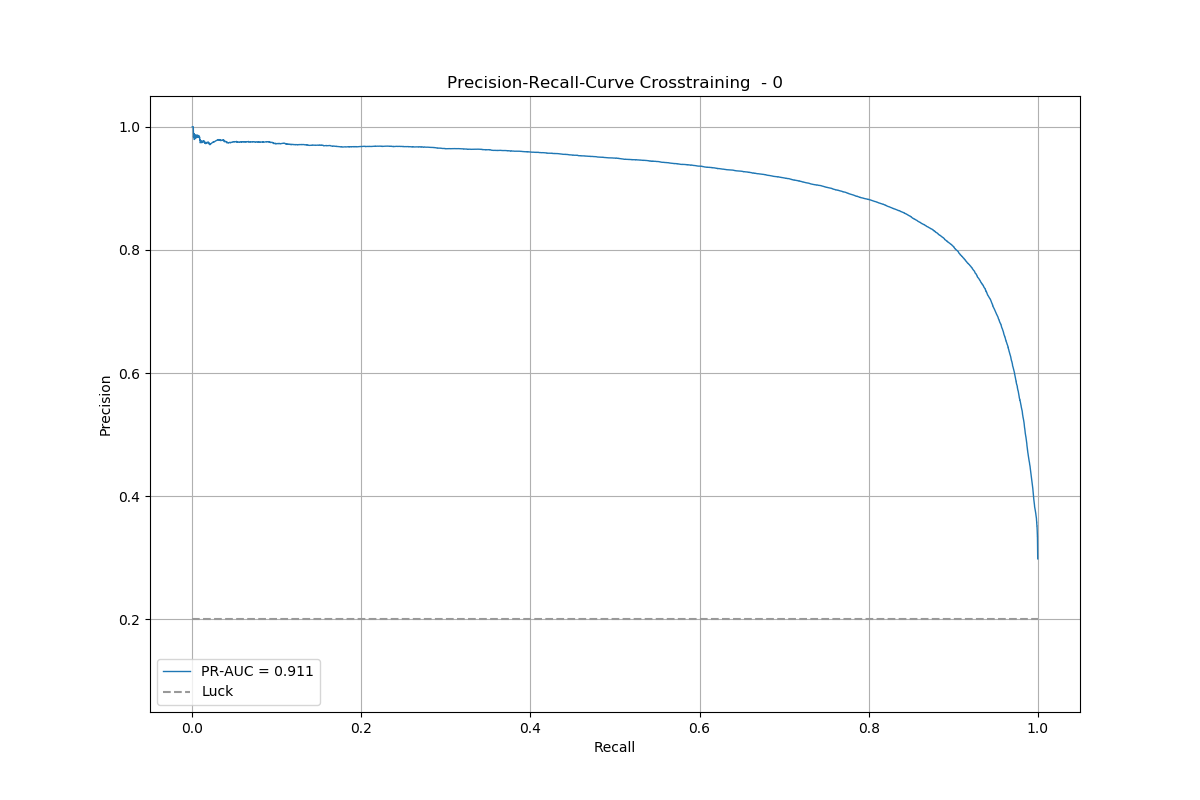 Precision-Recall-Curve Crosstraining  - 0
1.0
0.8
0.6
0.4
0.2
Precision
PR-AUC = 0.911
Luck
0.0 0.2 0.4 0.6 0.8 1.0
Recall